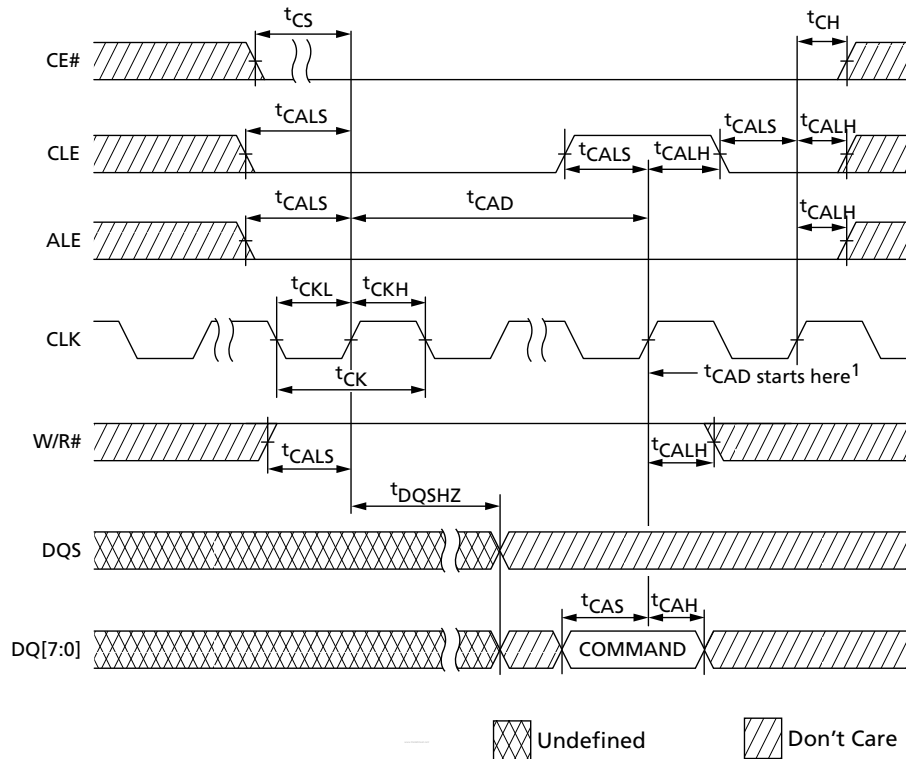 tCS
tCH
CE#
tCALS
tCALS
tCALH
CLE
tCALS
tCALH
tCALS
tCAD
tCALH
ALE
tCKL
tCKH
CLK
tCK
tCAD starts here1
W/R#
tCALS
tCALH
tDQSHZ
DQS
tCAS
tCAH
DQ[7:0]
COMMAND
Undefined
Don't Care